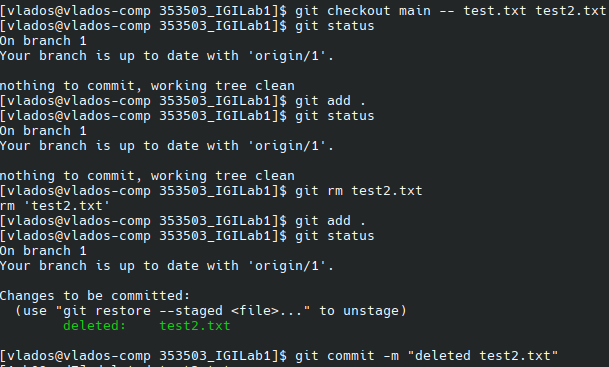 [vlados@vlados-comp 353503_IGILab1]$ git checkout main -- test.txt test2.txt
[vlados@vlados-comp 353503_IGILab1]$ git status
On branch 1
Your branch is up to date with 'origin/1'.
nothing to commit, working tree clean
[vlados@vlados-comp 353503_IGILab1]$ git add .
[vlados@vlados-comp 353503_IGILab1]$ git status
On branch 1
Your branch is up to date with 'origin/1'.
nothing to commit, working tree clean
[vlados@vlados-comp 353503_IGILab1]$ git rm test2.txt
rm 'test2.txt'
[vlados@vlados-comp 353503_IGILab1]$ git add .
[vlados@vlados-comp 353503_IGILab1]$ git status
On branch 1
Your branch is up to date with 'origin/1'.
Changes to be committed:
(use "git restore --staged <file>..." to unstage)
deleted: test2.txt
[vlados@vlados-comp 353503_IGILab1]$ git commit -m "deleted test2.txt"